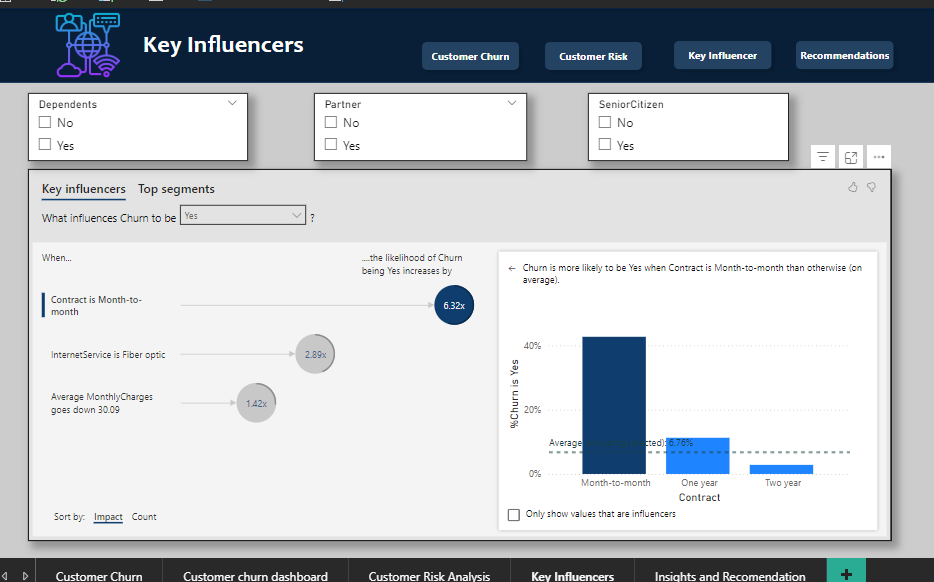 Key Influencers
Customer Churn
Customer Risk
Key Influencer
Recommendations
Dependents
No
Yes
Partner
No
Yes
SeniorCitizen
No
Yes
Key influencers Top segments
What influences Churn to be Yes ?
When...
....the likelihood of Churn
being Yes increases by
Contract is Month-to-
month
6.32x
InternetService is Fiber optic
2.89x
Average MonthlyCharges
goes down 30.09
1.42x
Sort by: Impact Count
← Churn is more likely to be Yes when Contract is Month-to-month than otherwise (on
average).
%Churn is Yes
40%
20%
0%
Average cted): 6.76%
Month-to-month One year Two year
Contract
Only show values that are influencers
Customer Churn Customer churn dashboard Customer Risk Analysis Key Influencers Insights and Recomendation +